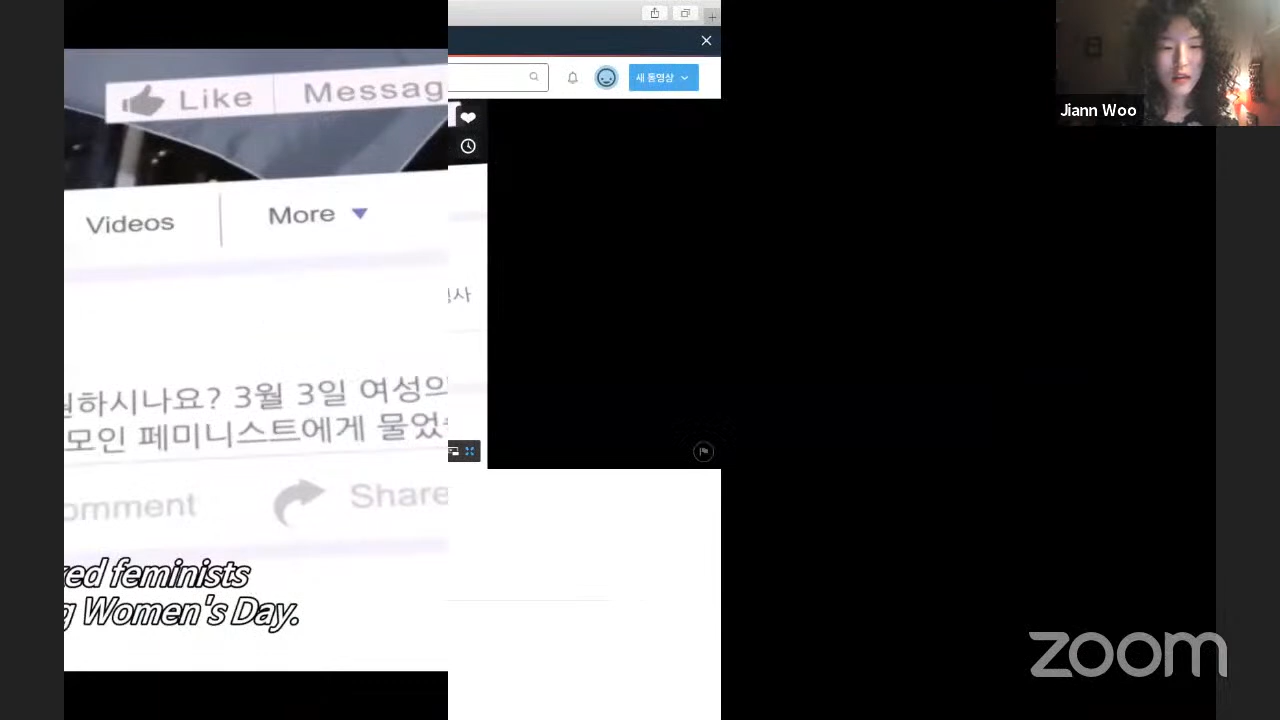 Like
Messag
새 동영상
Jiann Woo
Videos
More
하시나요? 3월 3일 여성의
모인 페미니스트에게 물었
omment
Share
ed feminists
g Women's Day.
zoom